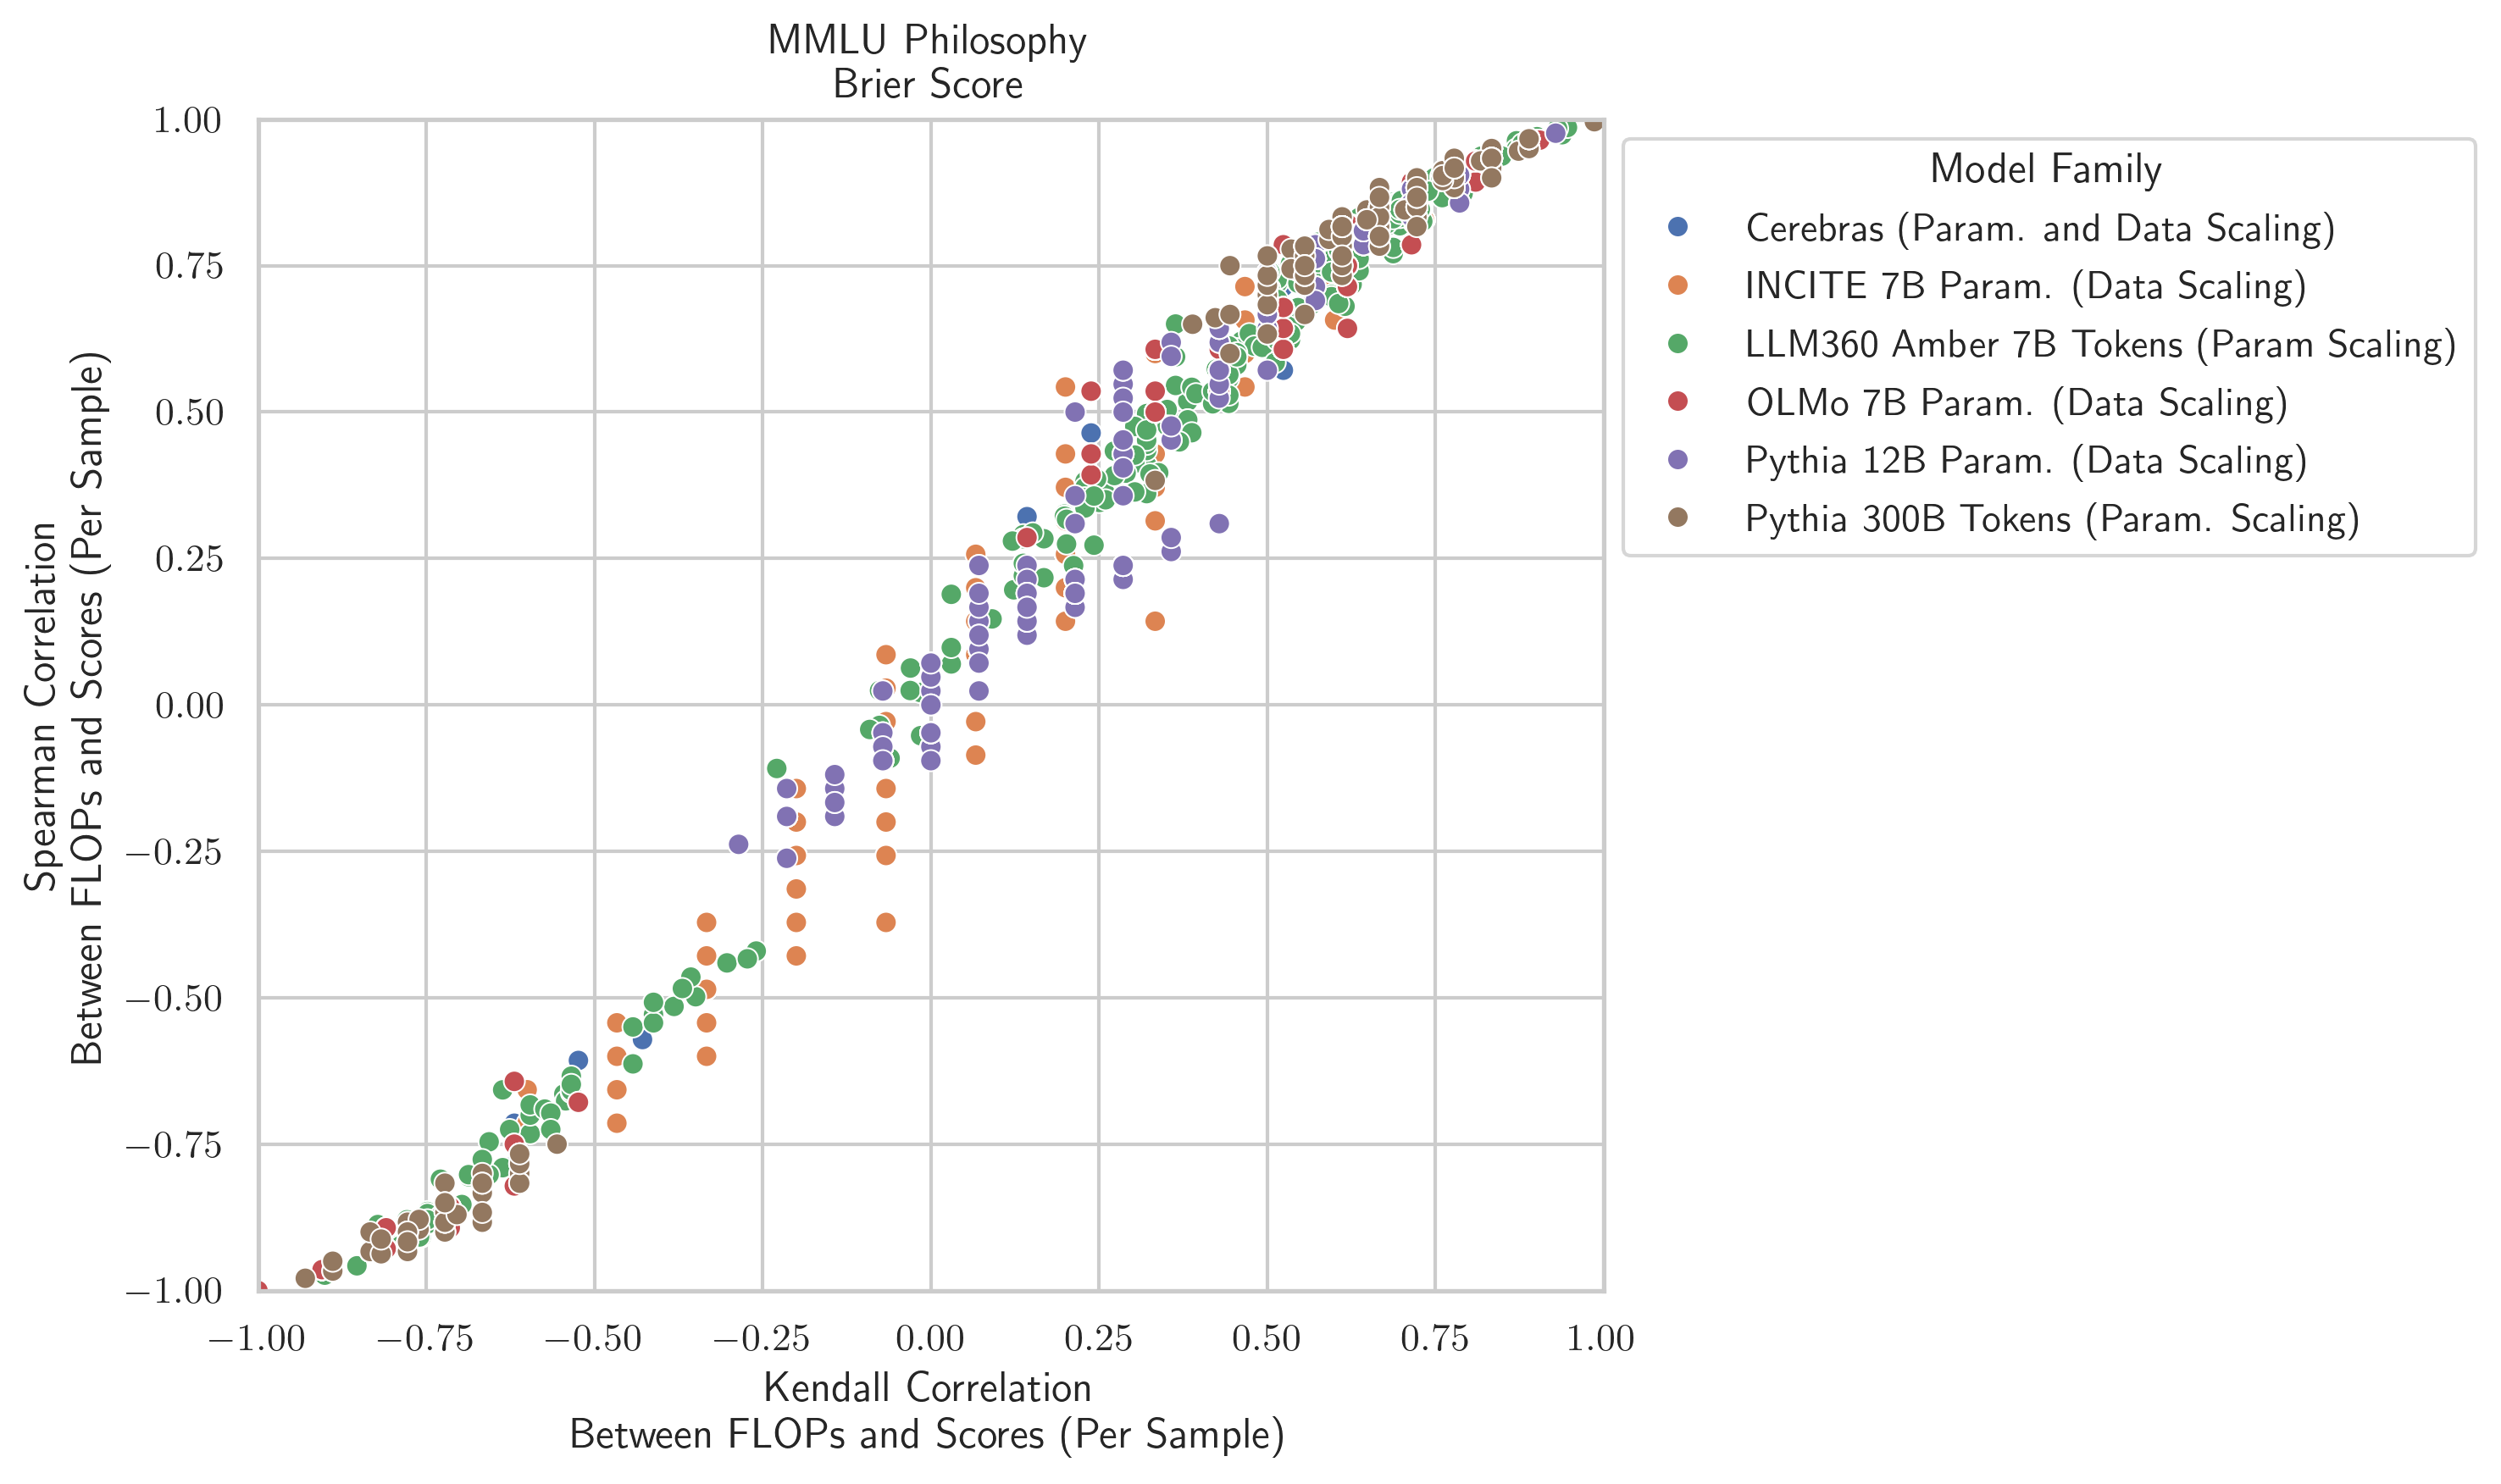 MMLU Philosophy
Brier Score
Spearman Correlation
Between FLOPs and Scores (Per Sample)
1.00
0.75
0.50
0.25
0.00
−0.25
−0.50
−0.75
−1.00
−1.00
−0.75
−0.50
−0.25
0.00
0.25
0.50
0.75
1.00
Kendall Correlation
Between FLOPs and Scores (Per Sample)
Model Family
Cerebras (Param. and Data Scaling)
INCITE 7B Param. (Data Scaling)
LLM360 Amber 7B Tokens (Param Scaling)
OLMo 7B Param. (Data Scaling)
Pythia 12B Param. (Data Scaling)
Pythia 300B Tokens (Param. Scaling)